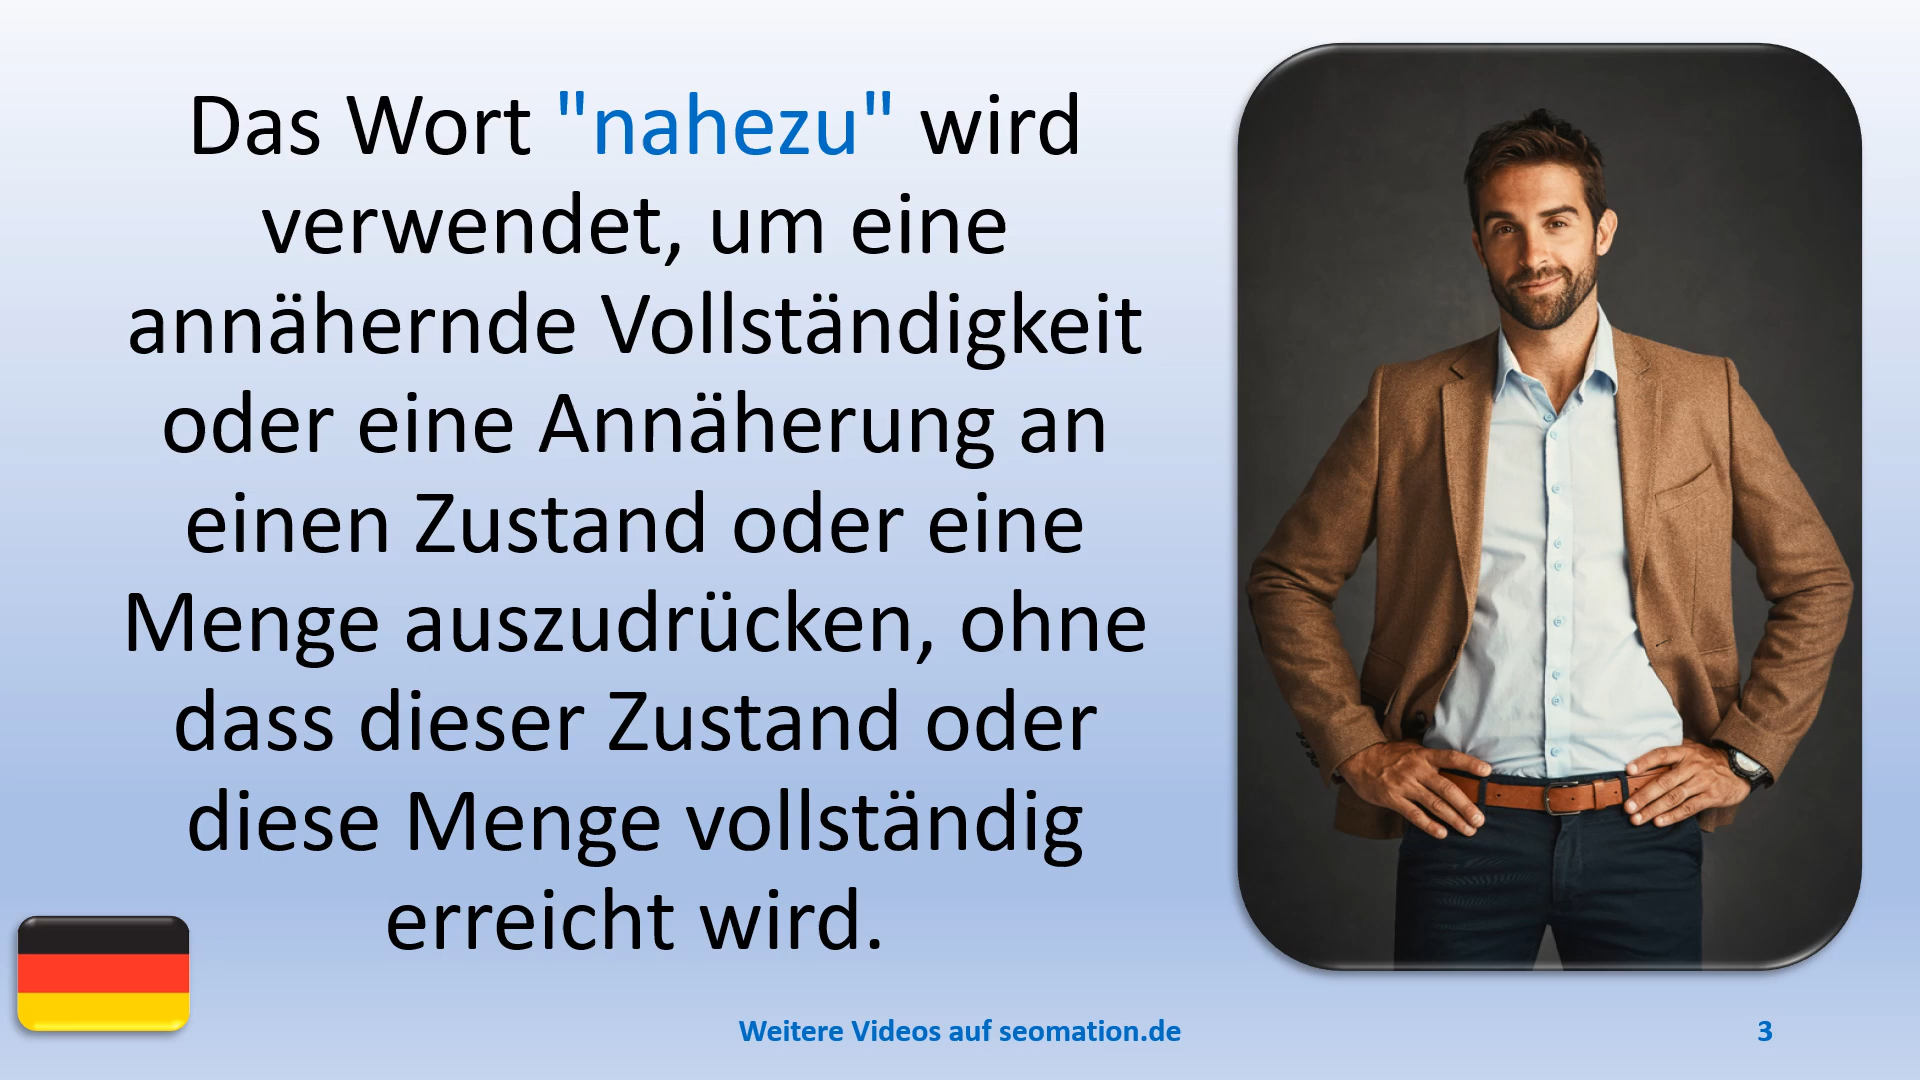 Das Wort "nahezu" wird
verwendet, um eine
annähernde Vollständigkeit
oder eine Annäherung an
einen Zustand oder eine
Menge auszudrücken, ohne
dass dieser Zustand oder
diese Menge vollständig
erreicht wird.
Weitere Videos auf seomation.de
3